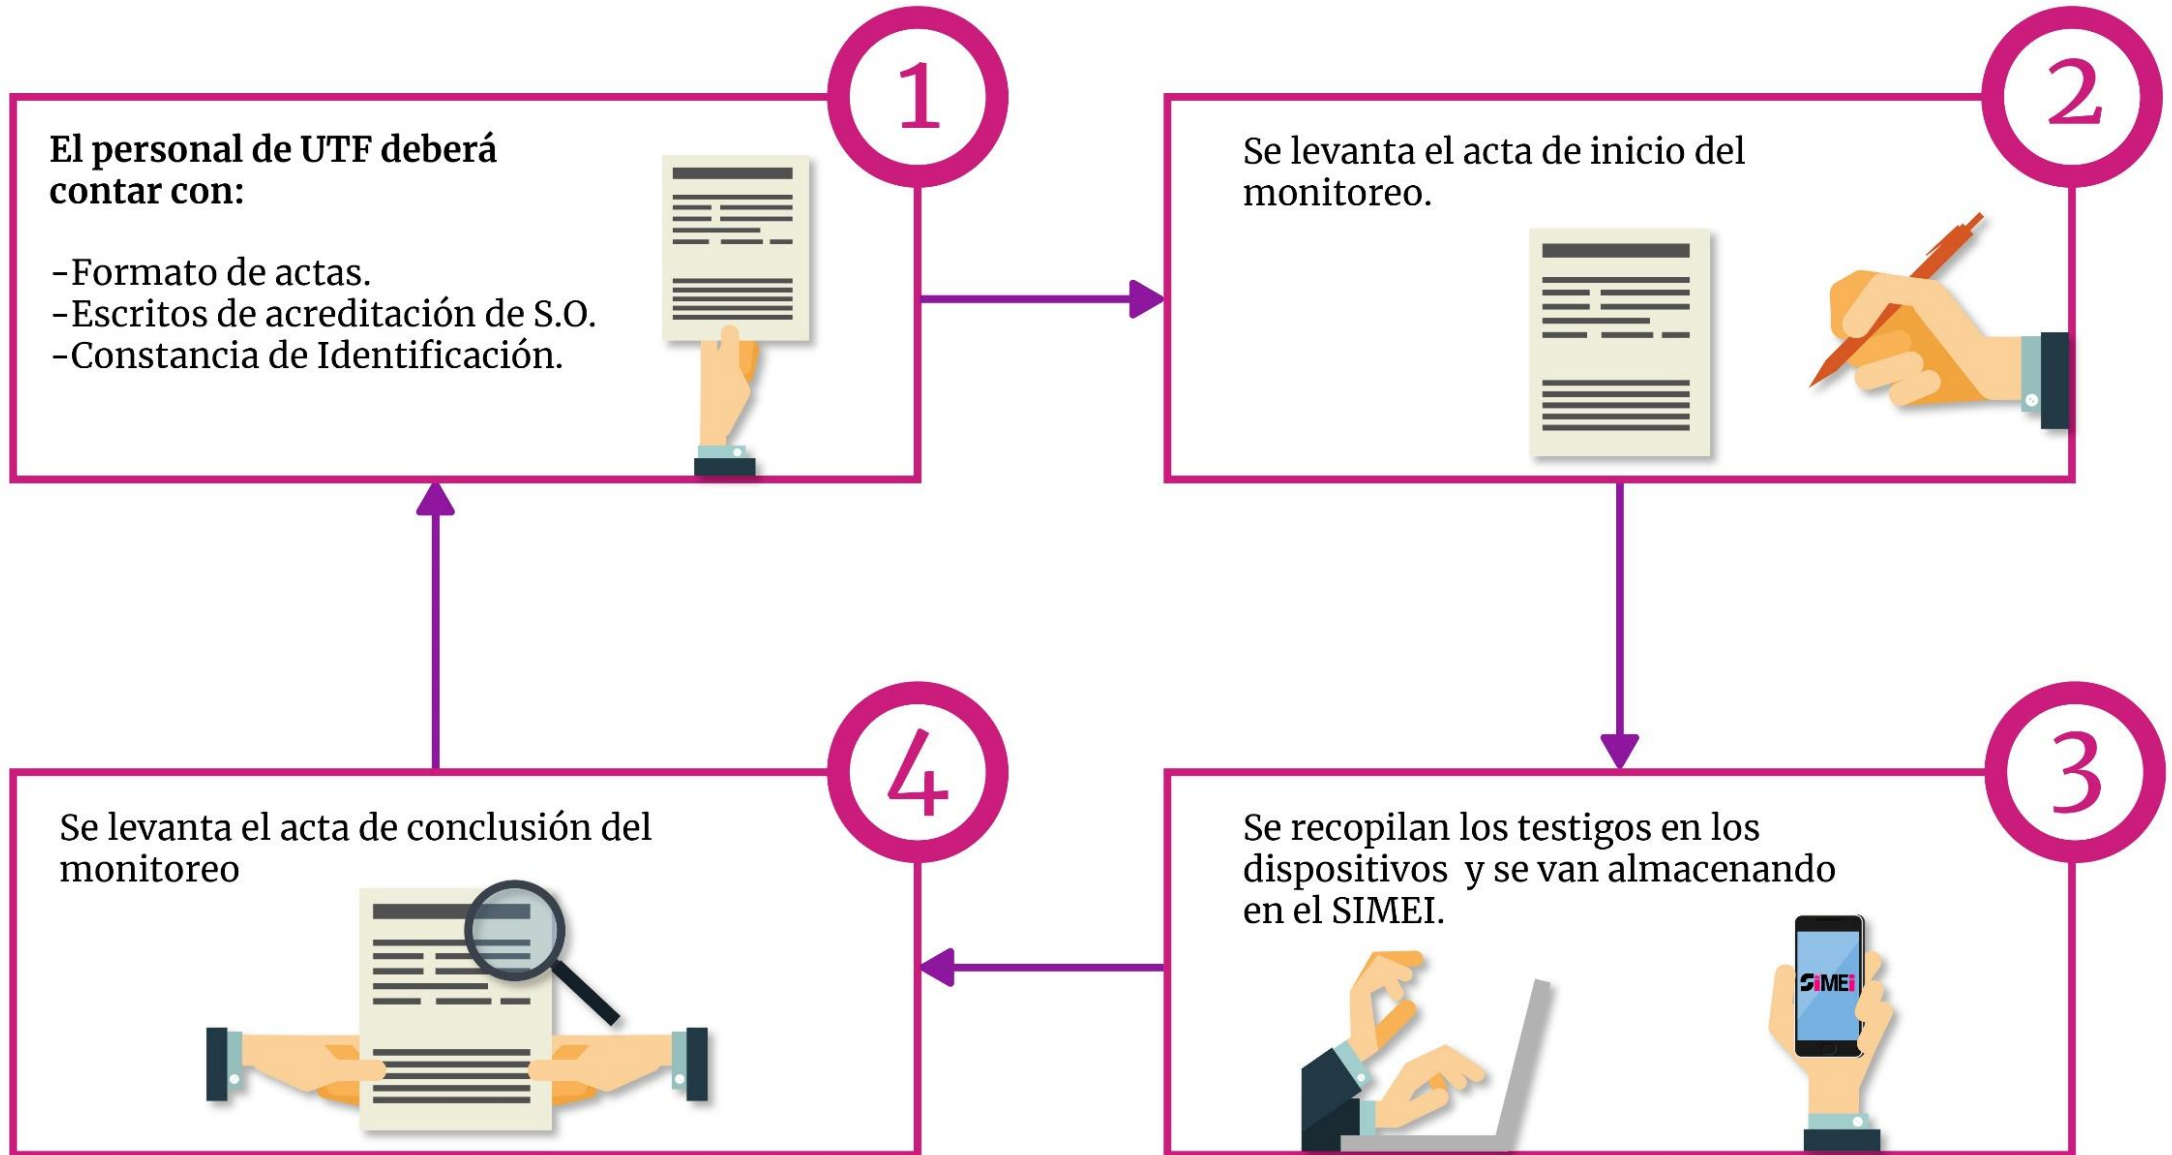 1
El personal de UTF deberá
contar con:
-Formato de actas.
-Escritos de acreditación de S.O.
-Constancia de Identificación.
2
Se levanta el acta de inicio del
monitoreo.
3
Se recopilan los testigos en los
dispositivos y se van almacenando
en el SIMEI.
SiMEi
4
Se levanta el acta de conclusión del
monitoreo